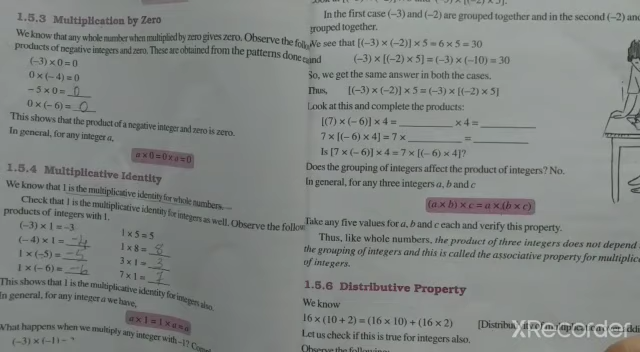 1.5.3 Multiplication by Zero
We know that any whole number when multiplied by zero gives zero. Observe the
products of negative integers and zero. These are obtained from the patterns done
(−3) × 0 = 0
0 × (−4) = 0
−5 × 0 = 0
0 × (−6) = 0
This shows that the product of a negative integer and zero is zero.
In general, for any integer a,
a × 0 = 0 × a = 0
1.5.4 Multiplicative Identity
We know that 1 is the multiplicative identity for whole numbers.
Check that 1 is the multiplicative identity for integers as well. Observe the
products of integers with 1.
(−3) × 1 = −3 1 × 5 = 5
(−4) × 1 = −4 1 × 8 = 8
1 × (−5) = −5 3 × 1 = 3
1 × (−6) = −6 7 × 1 = 7
This shows that 1 is the multiplicative identity for integers also.
In general, for any integer a we have,
a × 1 = 1 × a = a
What happens when we multiply any integer with −1?
(−3) × (−1) =
In the first case (−3) and (−2) are grouped together and in the second (−2) an
grouped together.
We see that [(−3) × (−2)] × 5 = 6 × 5 = 30
and (−3) × [(−2) × 5] = (−3) × (−10) = 30
So, we get the same answer in both the cases.
Thus, [(−3) × (−2)] × 5 = (−3) × [(−2) × 5]
Look at this and complete the products:
[(7) × (−6)] × 4 = ______ × 4 = ______
7 × [(−6) × 4] = 7 × ______ = ______
Is [7 × (−6)] × 4 = 7 × [(−6) × 4]?
Does the grouping of integers affect the product of integers? No.
In general, for any three integers a, b and c
(a × b) × c = a × (b × c)
Take any five values for a, b and c each and verify this property.
Thus, like whole numbers, the product of three integers does not depend
the grouping of integers and this is called the associative property for multiplic
of integers.
1.5.6 Distributive Property
We know
16 × (10 + 2) = (16 × 10) + (16 × 2)
Let us check if this is true for integers also.
Observe the
XRecorder